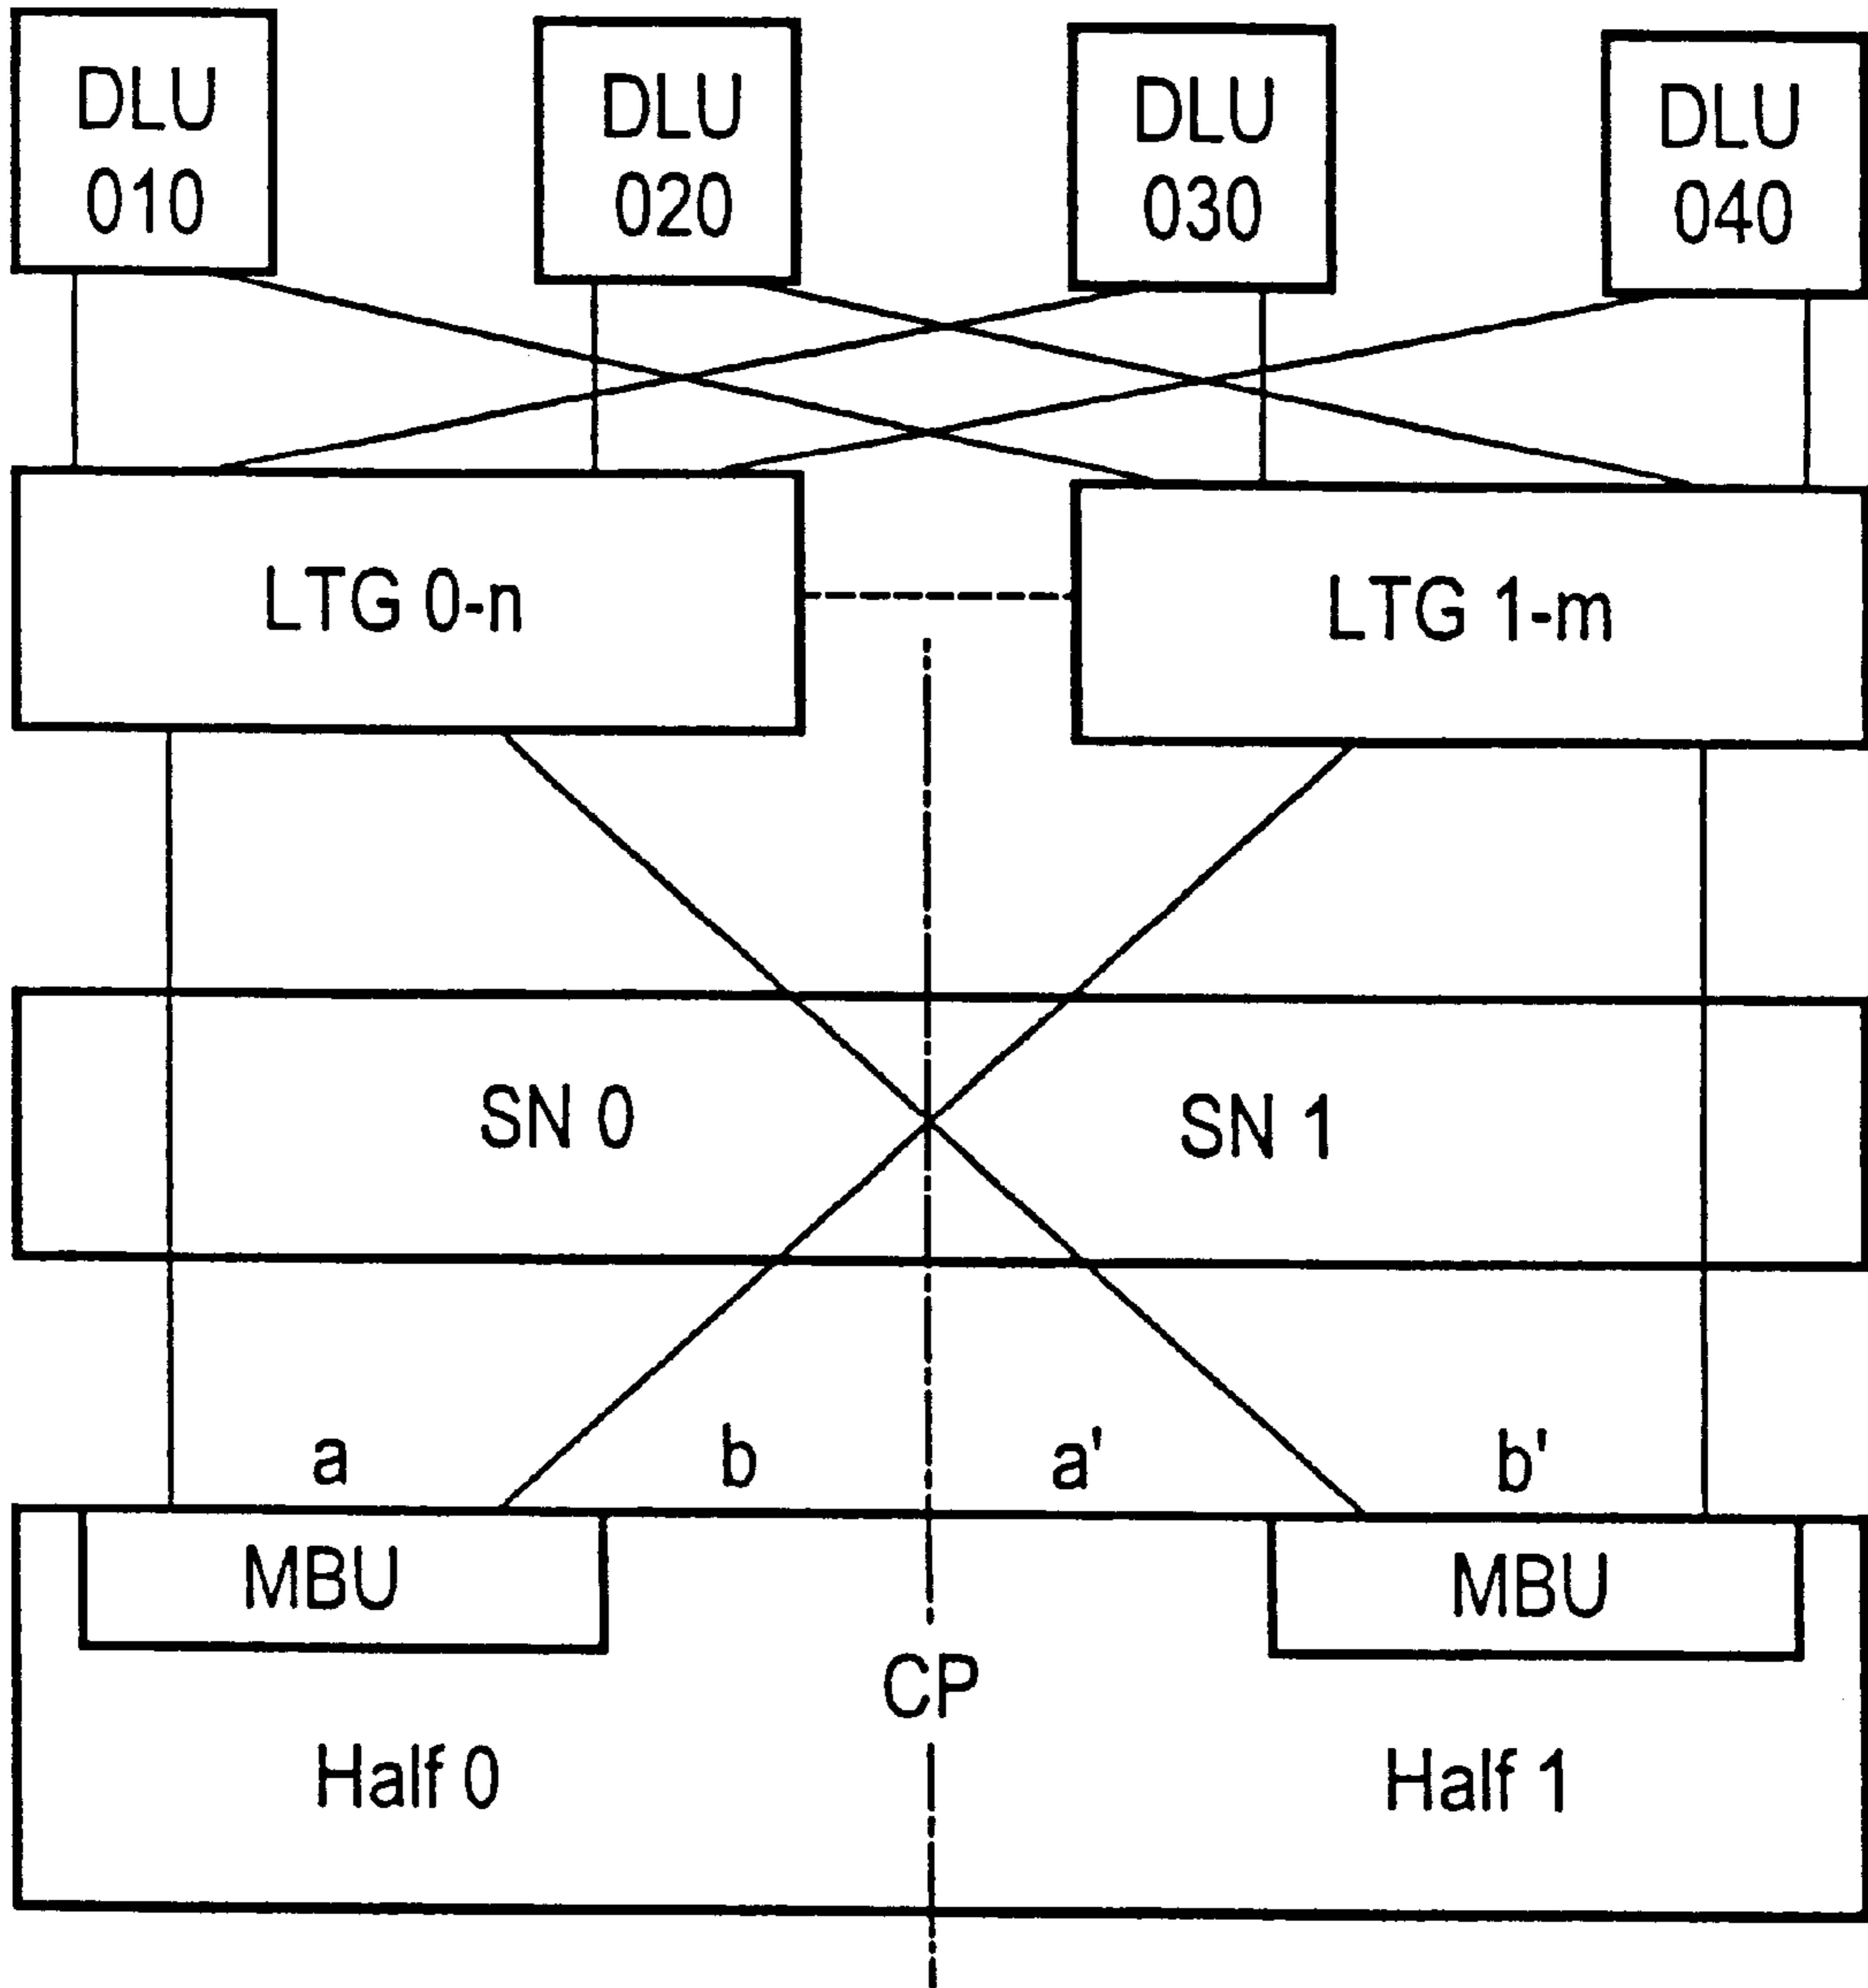 DLU
010
DLU
020
DLU
030
DLU
040
LTG 0-n
LTG 1-m
SN 0
SN 1
a
b
a'
b'
MBU
MBU
CP
Half 0
Half 1